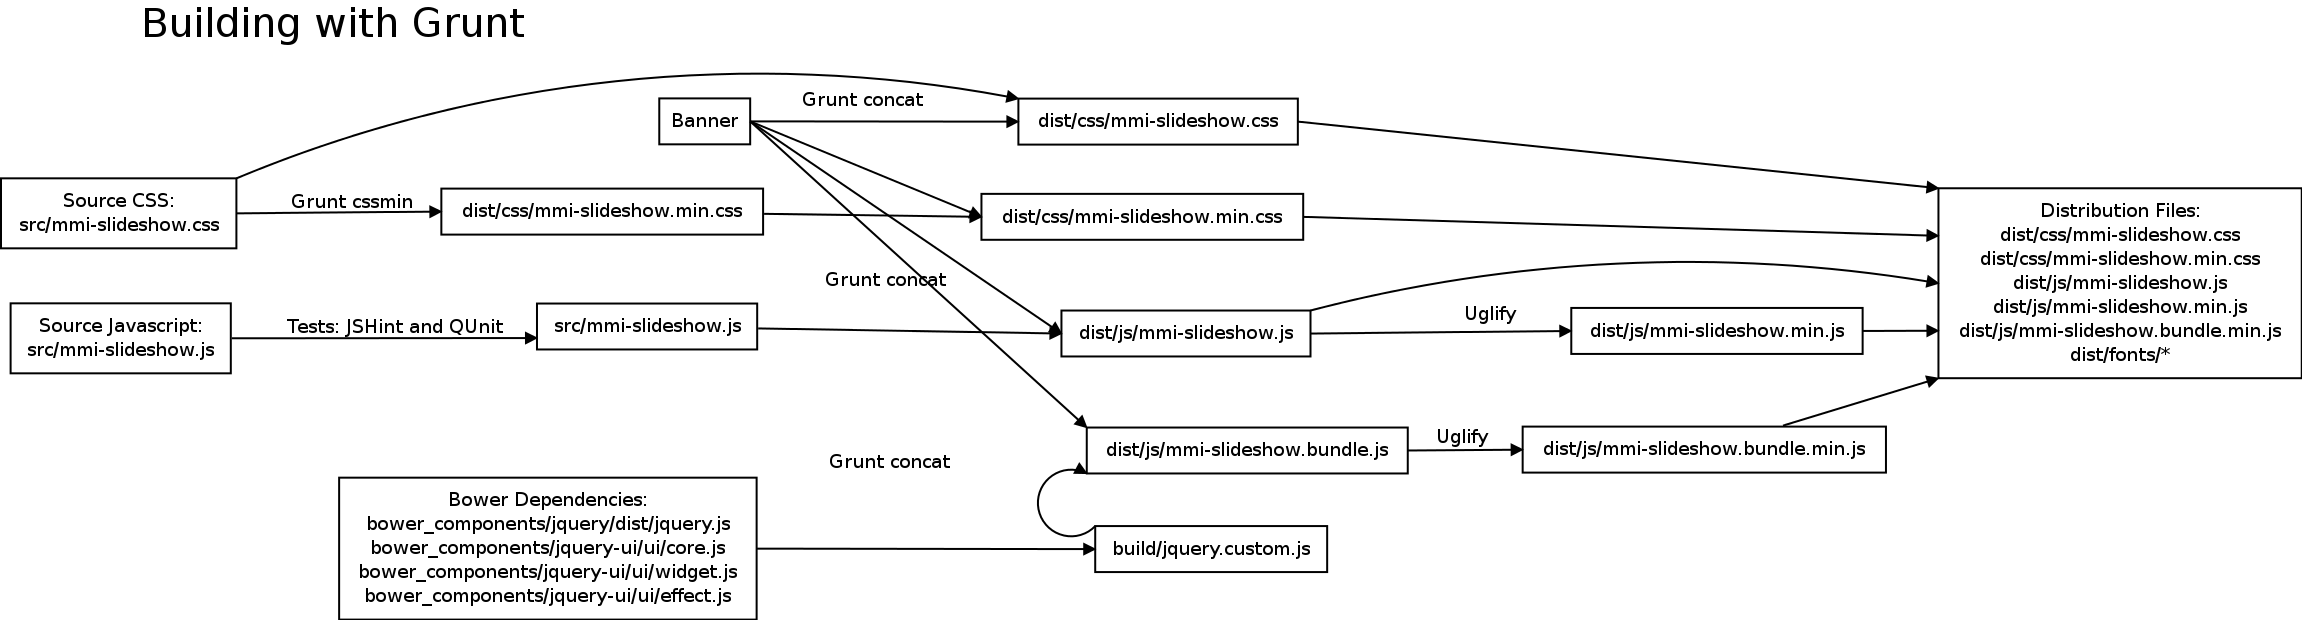 Building with Grunt
Grunt concat
Banner
dist/css/mmi-slideshow.css
Source CSS:
src/mmi-slideshow.css
Grunt cssmin
dist/css/mmi-slideshow.min.css
dist/css/mmi-slideshow.min.css
Distribution Files:
dist/css/mmi-slideshow.css
dist/css/mmi-slideshow.min.css
dist/js/mmi-slideshow.js
dist/js/mmi-slideshow.min.js
dist/js/mmi-slideshow.bundle.min.js
dist/fonts/*
Grunt concat
Source Javascript:
src/mmi-slideshow.js
Tests: JSHint and QUnit
src/mmi-slideshow.js
dist/js/mmi-slideshow.js
Uglify
dist/js/mmi-slideshow.min.js
dist/js/mmi-slideshow.bundle.js
Uglify
dist/js/mmi-slideshow.bundle.min.js
Grunt concat
Bower Dependencies:
bower_components/jquery/dist/jquery.js
bower_components/jquery-ui/ui/core.js
bower_components/jquery-ui/ui/widget.js
bower_components/jquery-ui/ui/effect.js
build/jquery.custom.js